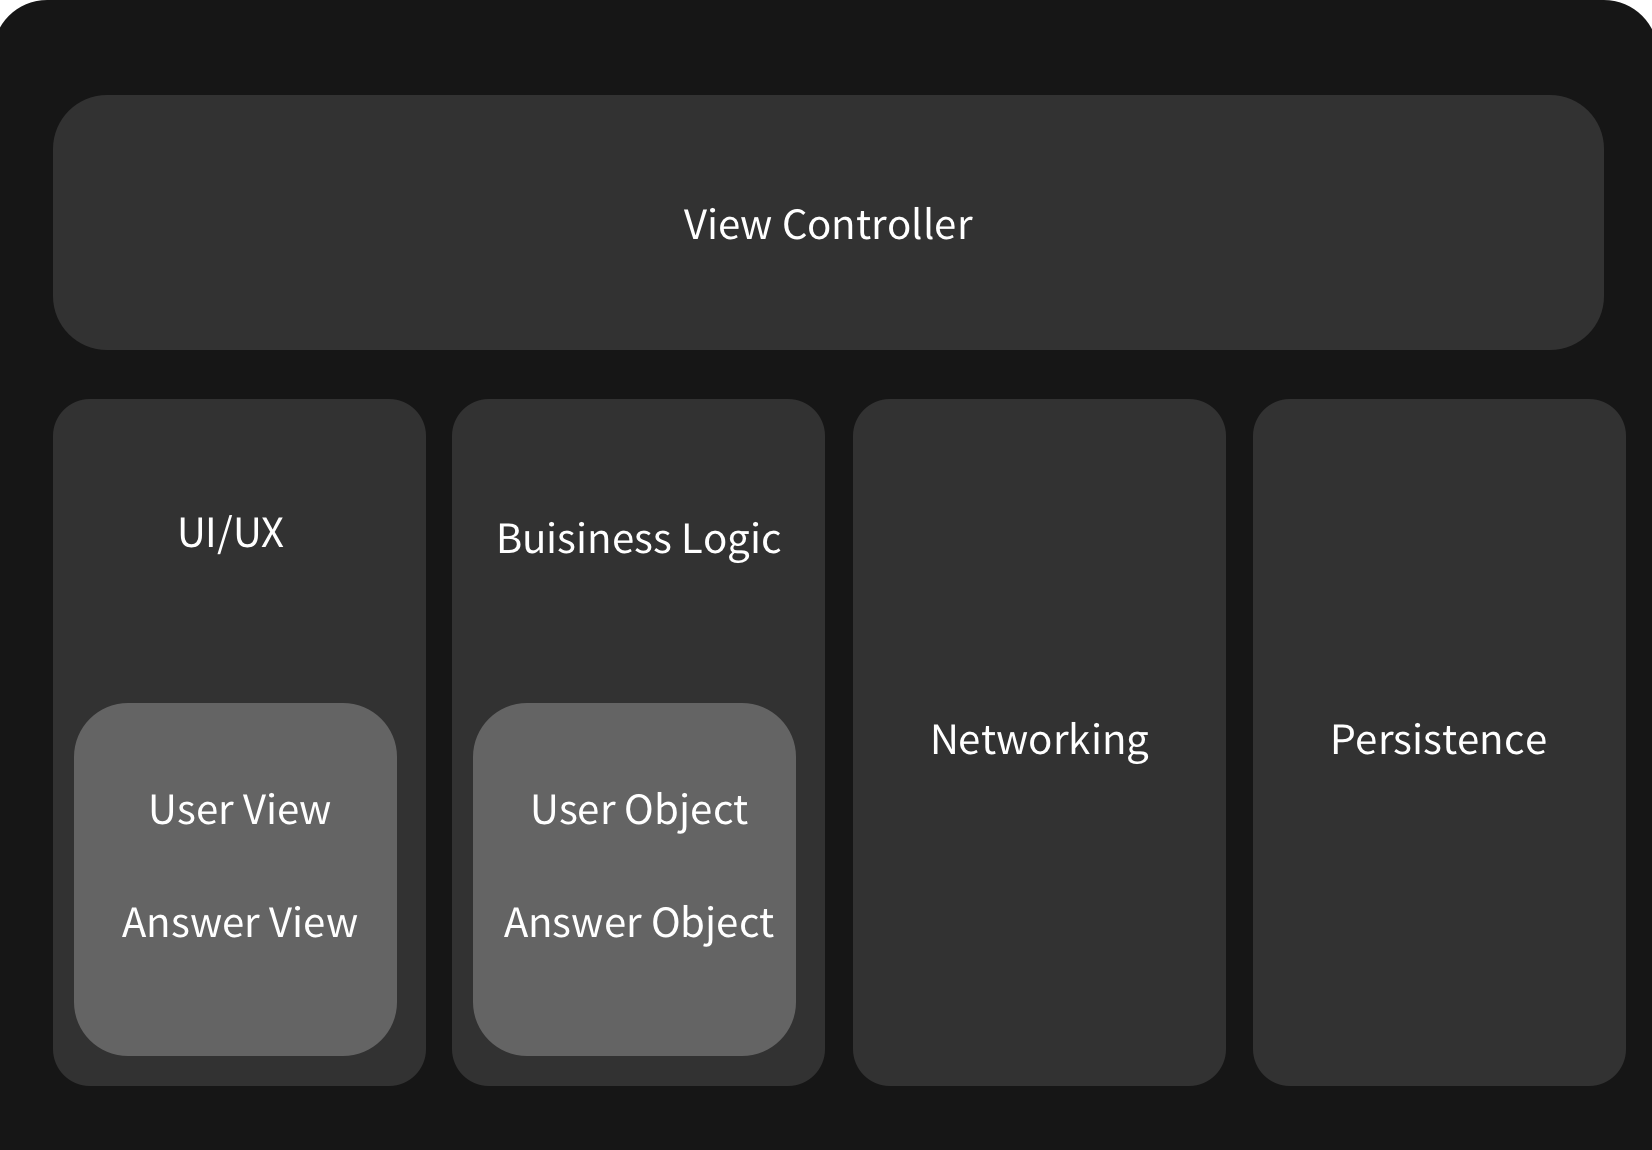 View Controller
UI/UX
User View
Answer View
Buisiness Logic
User Object
Answer Object
Networking
Persistence